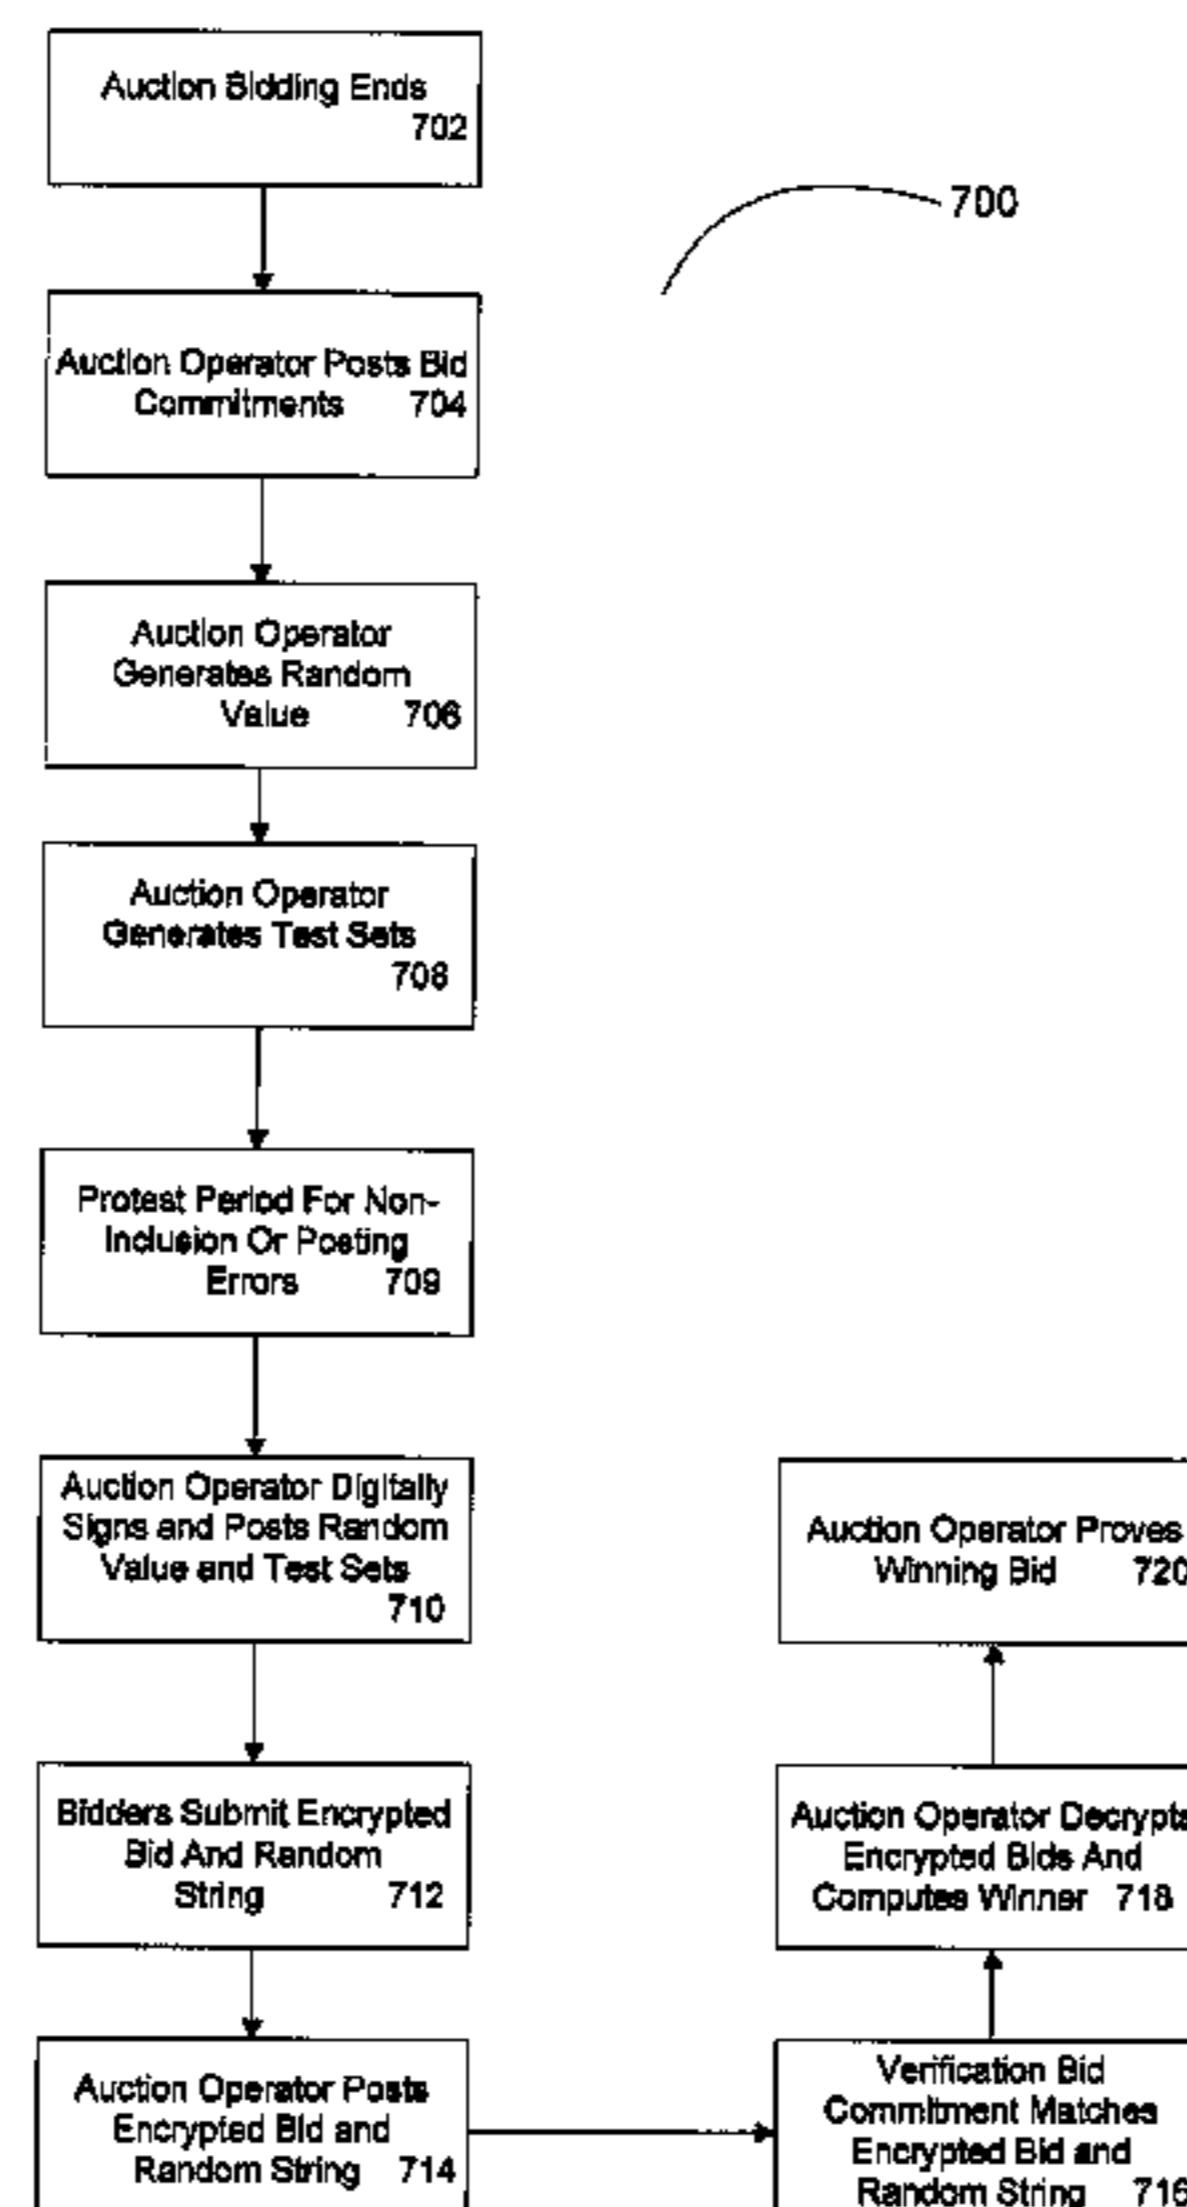 Auction Bidding Ends
702
700
Auction Operator Posts Bid
Commitments 704
Auction Operator
Generates Random
Value 706
Auction Operator
Generates Test Sets
708
Protest Period For Non-
Inclusion Or Posting
Errors 709
Auction Operator Digitally
Signs and Posts Random
Value and Test Sets
710
Bidders Submit Encrypted
Bid And Random
String 712
Auction Operator Posts
Encrypted Bid and
Random String 714
Verification Bid
Commitment Matches
Encrypted Bid and
Random String 716
Auction Operator Decrypts
Encrypted Bids And
Computes Winner 718
Auction Operator Proves
Winning Bid 720